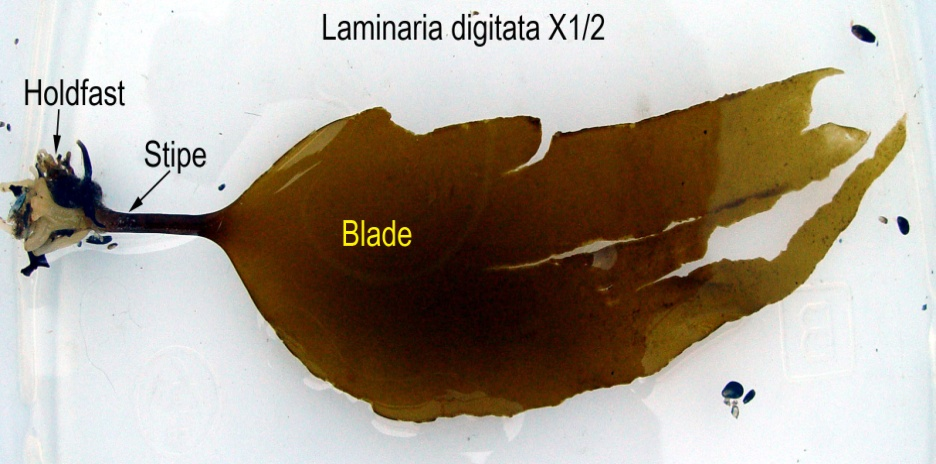 Laminaria digitata X1/2
Holdfast
Stipe
Blade